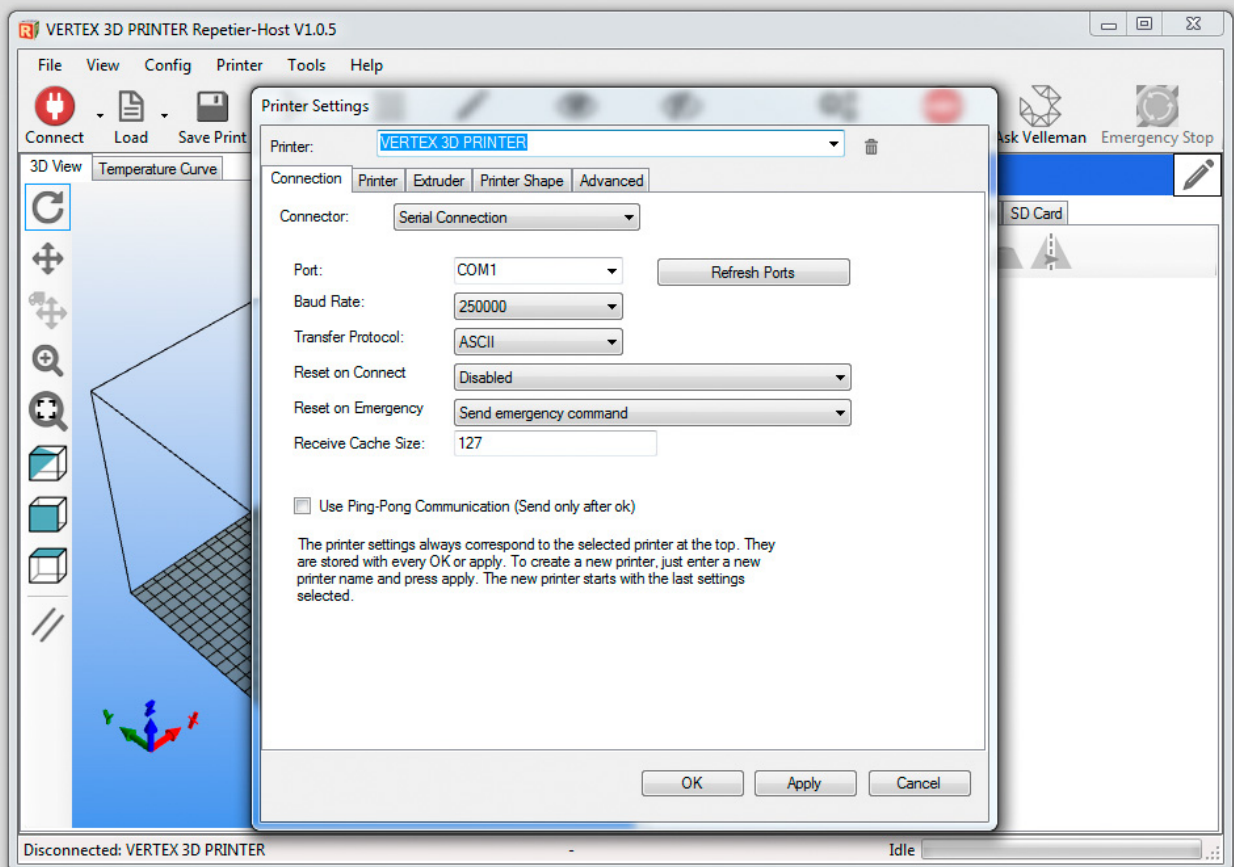 VERTEX 3D PRINTER Repetier-Host V1.0.5
File View Config Printer Tools Help
Connect Load Save Print
Ask Velleman Emergency Stop
3D View Temperature Curve
SD Card
Printer Settings
Printer: VERTEX 3D PRINTER
Connection Printer Extruder Printer Shape Advanced
Connector: Serial Connection
Port: COM1 Refresh Ports
Baud Rate: 250000
Transfer Protocol: ASCII
Reset on Connect Disabled
Reset on Emergency Send emergency command
Receive Cache Size: 127
Use Ping-Pong Communication (Send only after ok)
The printer settings always correspond to the selected printer at the top. They
are stored with every OK or apply. To create a new printer, just enter a new
printer name and press apply. The new printer starts with the last settings
selected.
Y Z X
OK Apply Cancel
Disconnected: VERTEX 3D PRINTER - Idle